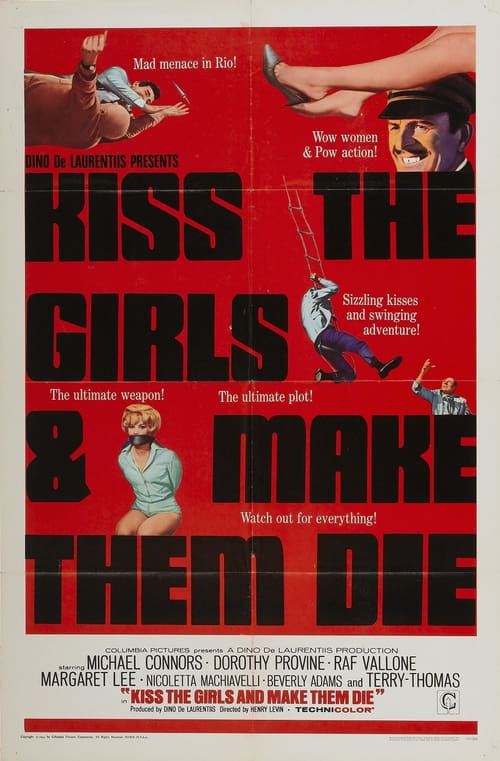 Mad menace in Rio!
Wow women
& Pow action!
DINO De LAURENTIIS PRESENTS
KISS THE
GIRLS
Sizzling kisses
and swinging
adventure!
The ultimate weapon!
The ultimate plot!
& MAKE
Watch out for everything!
THEM DIE
COLUMBIA PICTURES presents A DINO De LAURENTIIS PRODUCTION
starring MICHAEL CONNORS · DOROTHY PROVINE · RAF VALLONE
MARGARET LEE · NICOLETTA MACHIAVELLI · BEVERLY ADAMS and TERRY-THOMAS
in "KISS THE GIRLS AND MAKE THEM DIE"
Produced by DINO De LAURENTIIS Directed by HENRY LEVIN · TECHNICOLOR®